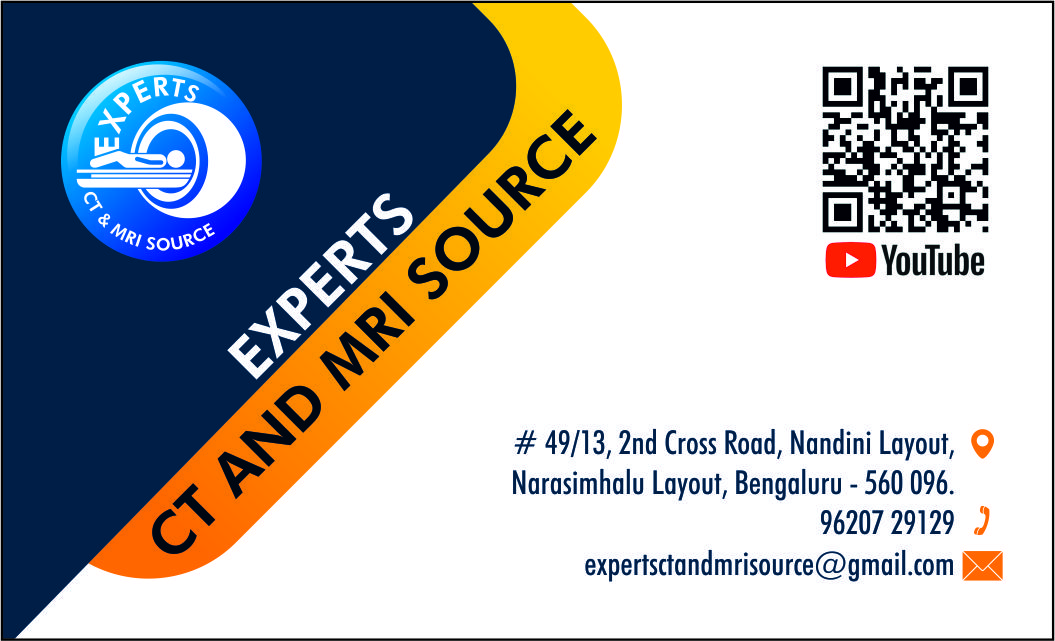 EXPERTS
CT & MRI SOURCE
EXPERTS
CT AND MRI SOURCE
YouTube
# 49/13, 2nd Cross Road, Nandini Layout,
Narasimhalu Layout, Bengaluru - 560 096.
96207 29129
expertsctandmrisource@gmail.com